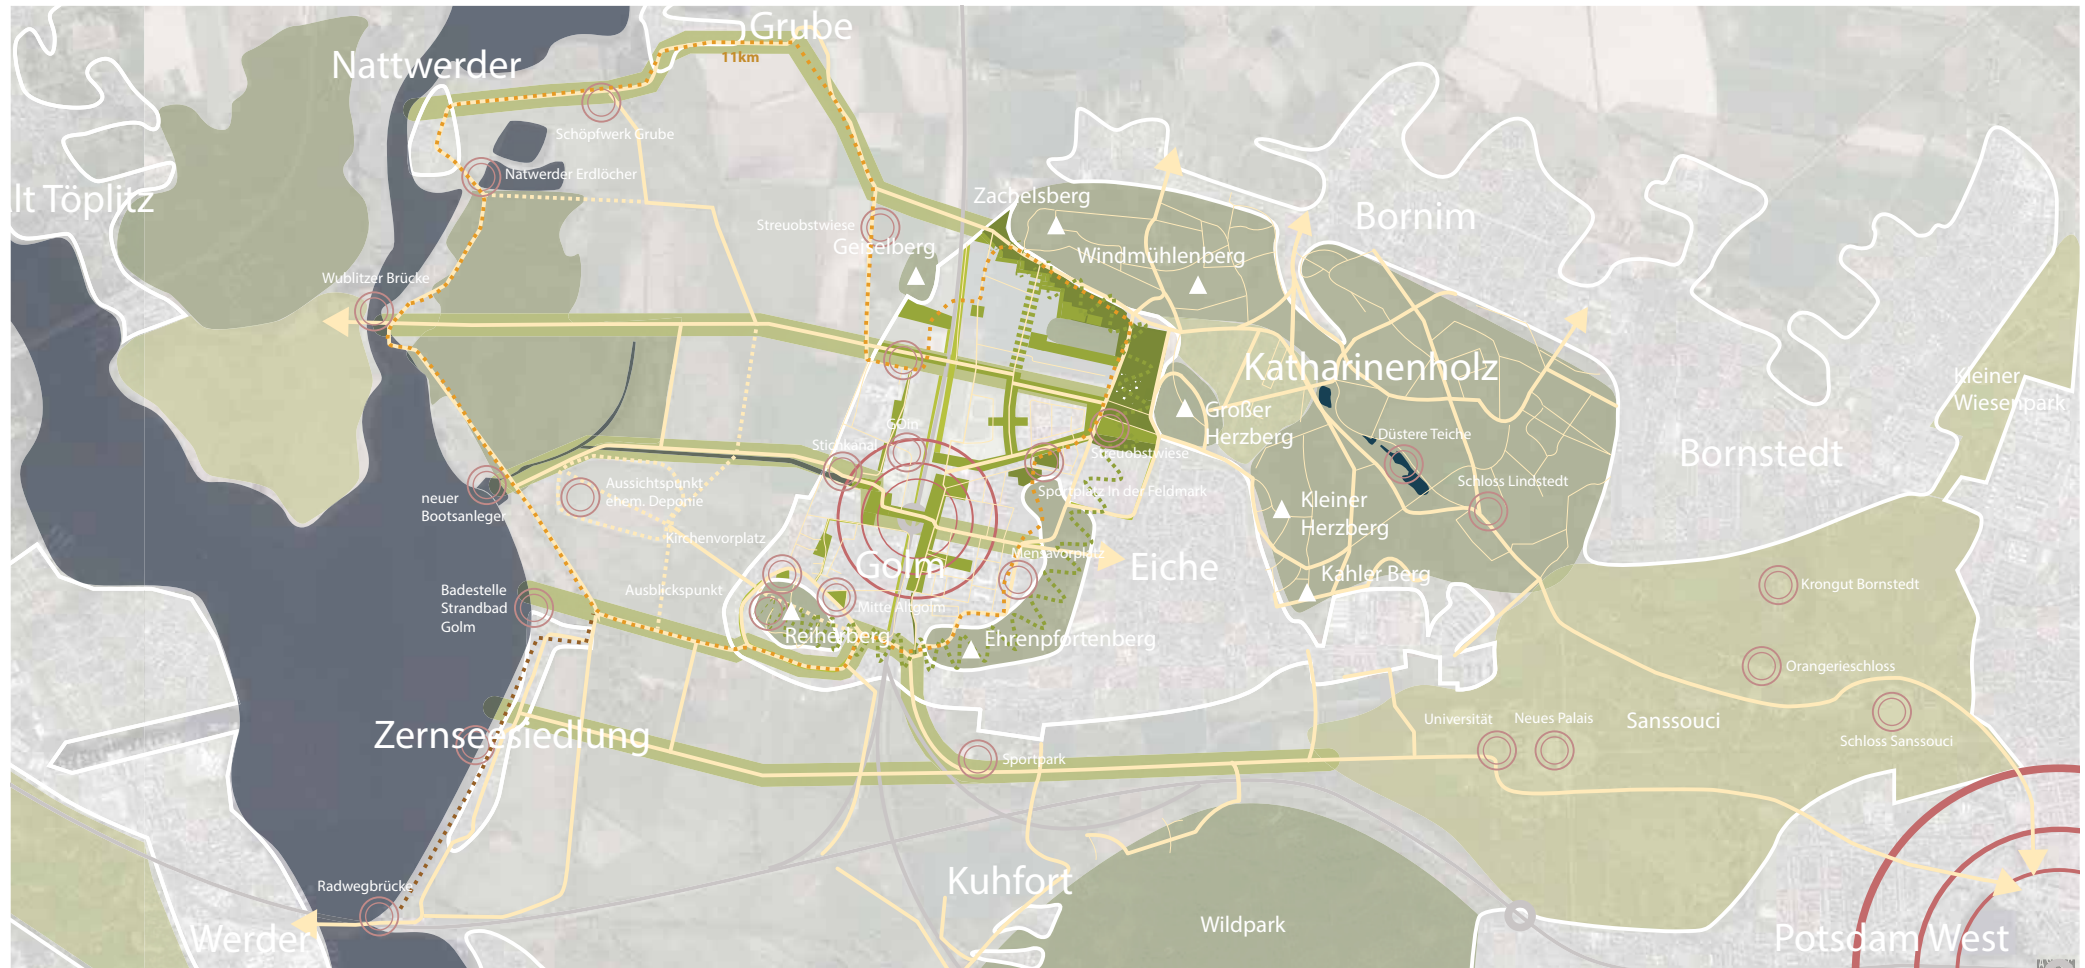 Grube
11km
Nattwerder
Schöpfwerk Grube
Natwerder Erdlöcher
lt Töplitz
Zachelsberg
Streuobstwiese
Geiselberg
Windmühlenberg
Bornim
Wublitzer Brücke
Katharinenholz
Kleiner
Wiesenpark
Großer
Herzberg
GOln
Stichkanal
Düstere Teiche
Streuobstwiese
Bornstedt
Aussichtspunkt
ehem. Deponie
Schloss Lindstedt
Sportplatz In der Feldmark
neuer
Bootsanleger
Kleiner
Herzberg
Kirchenvorplatz
Mensavorplatz
Golm
Eiche
Kahler Berg
Krongut Bornstedt
Badestelle
Strandbad
Golm
Ausblickspunkt
Mitte Altgolm
Reiherberg
Ehrenpfortenberg
Orangerieschloss
Zernseesiedlung
Universität
Neues Palais
Sanssouci
Schloss Sanssouci
Sportpark
Radwegbrücke
Kuhfort
Wildpark
Werder
Potsdam West